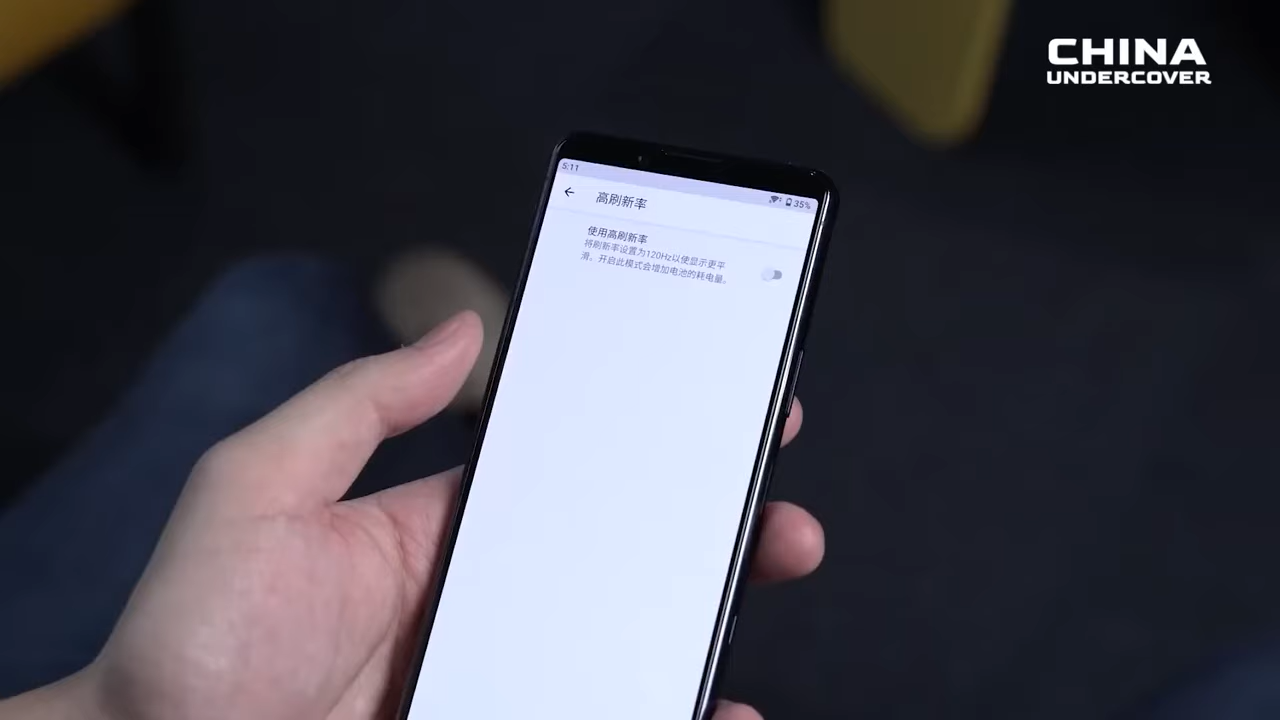 CHINA
UNDERCOVER
5:11
35%
高刷新率
使用高刷新率
将刷新率设置为120Hz以使显示更平
滑。开启此模式会增加电池的耗电量。